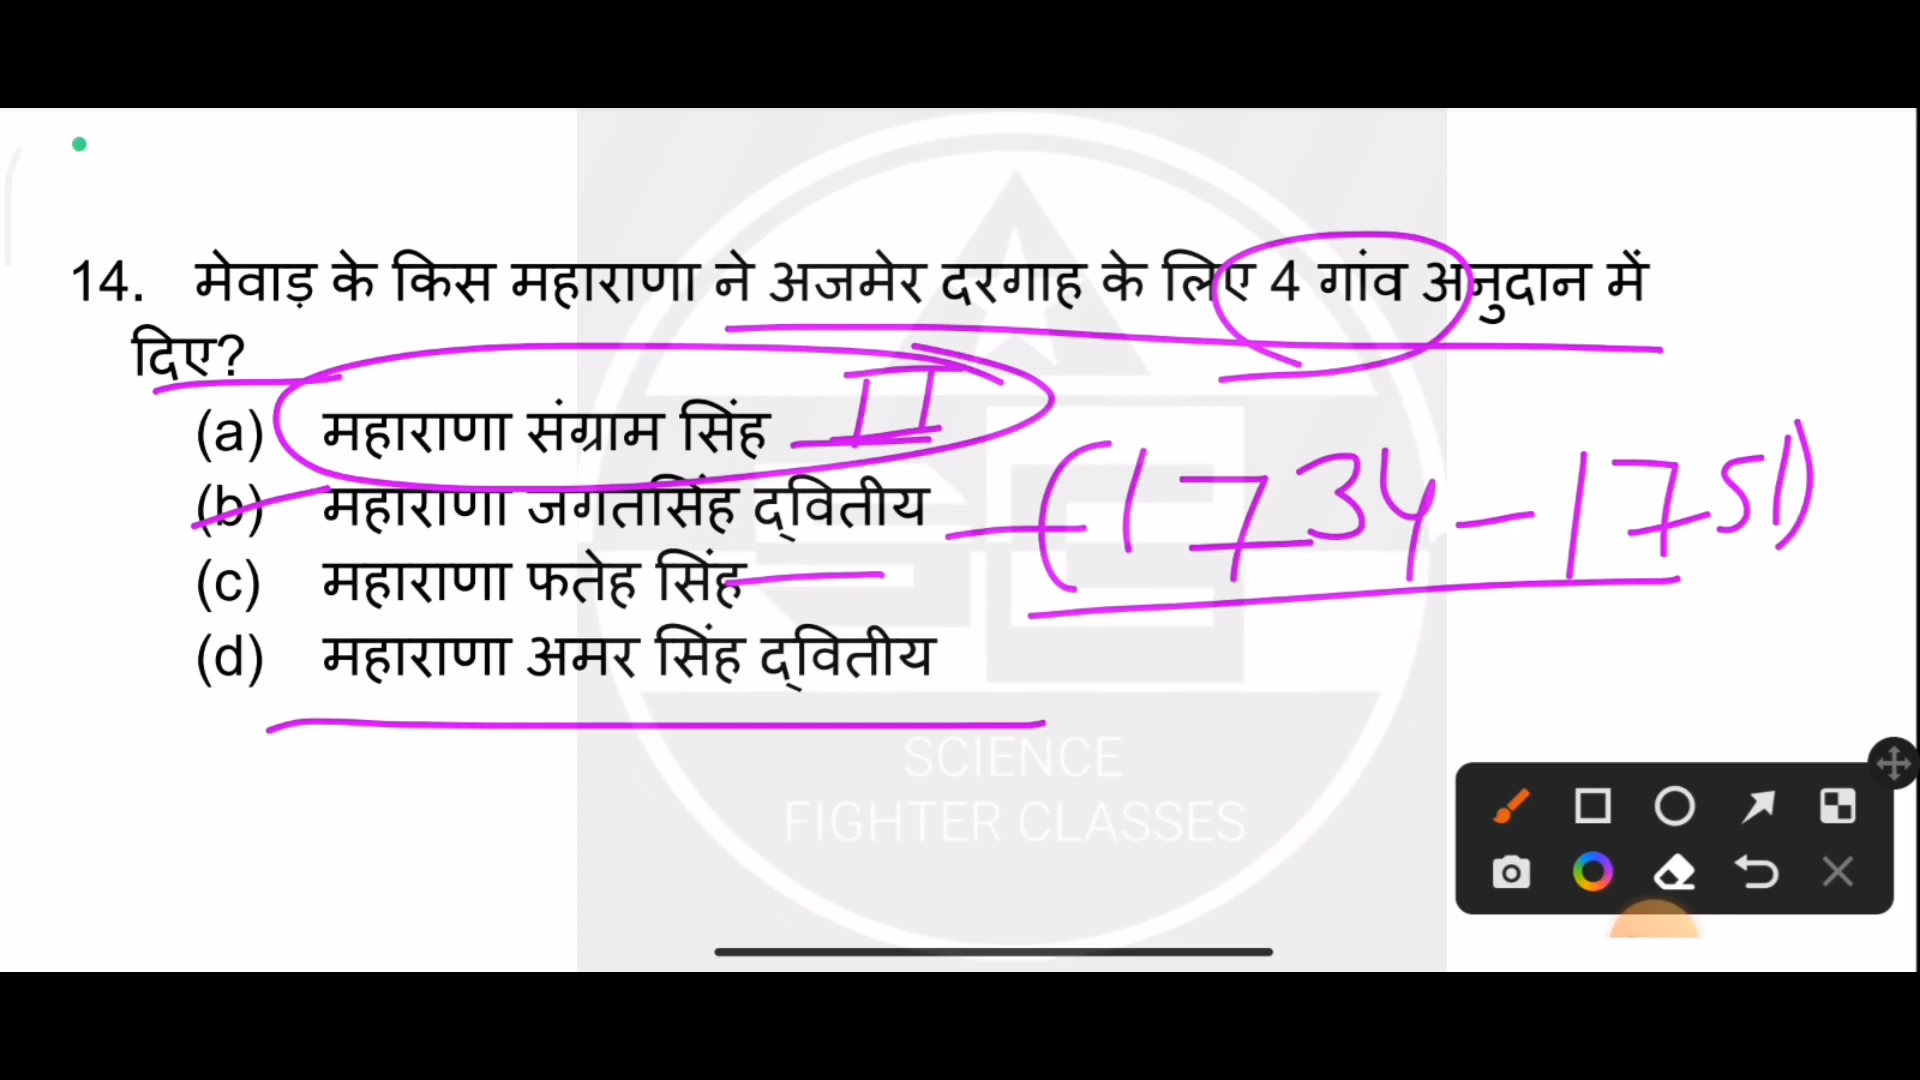 14. मेवाड़ के किस महाराणा ने अजमेर दरगाह के लिए 4 गांव अनुदान में
दिए?
(a) महाराणा संग्राम सिंह II
(b) महाराणा जगतसिंह द्वितीय (1734-1751)
(c) महाराणा फतेह सिंह
(d) महाराणा अमर सिंह द्वितीय
SCIENCE
FIGHTER CLASSES